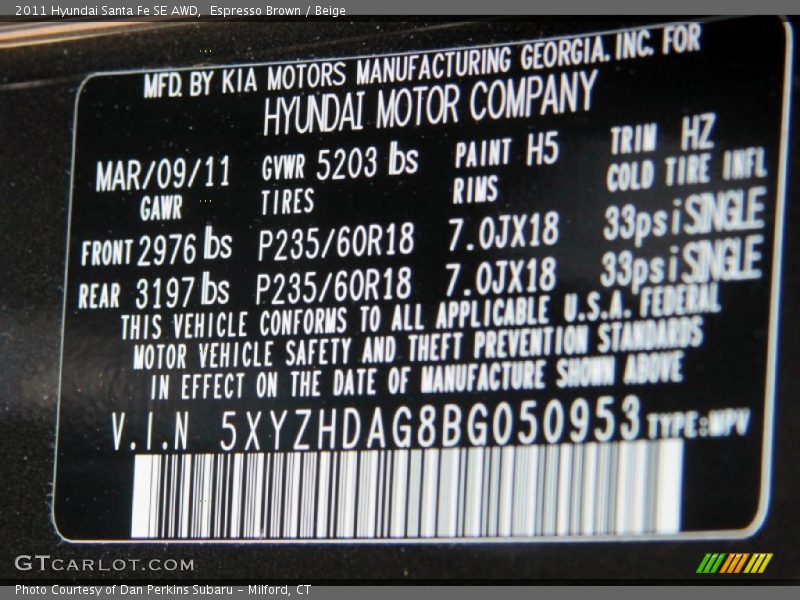 2011 Hyundai Santa Fe SE AWD, Espresso Brown / Beige
MFD. BY KIA MOTORS MANUFACTURING GEORGIA. INC. FOR
HYUNDAI MOTOR COMPANY
MAR/09/11 GVWR 5203 lbs PAINT H5 TRIM HZ
GAWR TIRES RIMS COLD TIRE INFL
FRONT 2976 lbs P235/60R18 7.0JX18 33psi SINGLE
REAR 3197 lbs P235/60R18 7.0JX18 33psi SINGLE
THIS VEHICLE CONFORMS TO ALL APPLICABLE U.S.A. FEDERAL
MOTOR VEHICLE SAFETY AND THEFT PREVENTION STANDARDS
IN EFFECT ON THE DATE OF MANUFACTURE SHOWN ABOVE
V.I.N 5XYZHDAG8BG050953 TYPE:MPV
GTCARLOT.COM
Photo Courtesy of Dan Perkins Subaru - Milford, CT